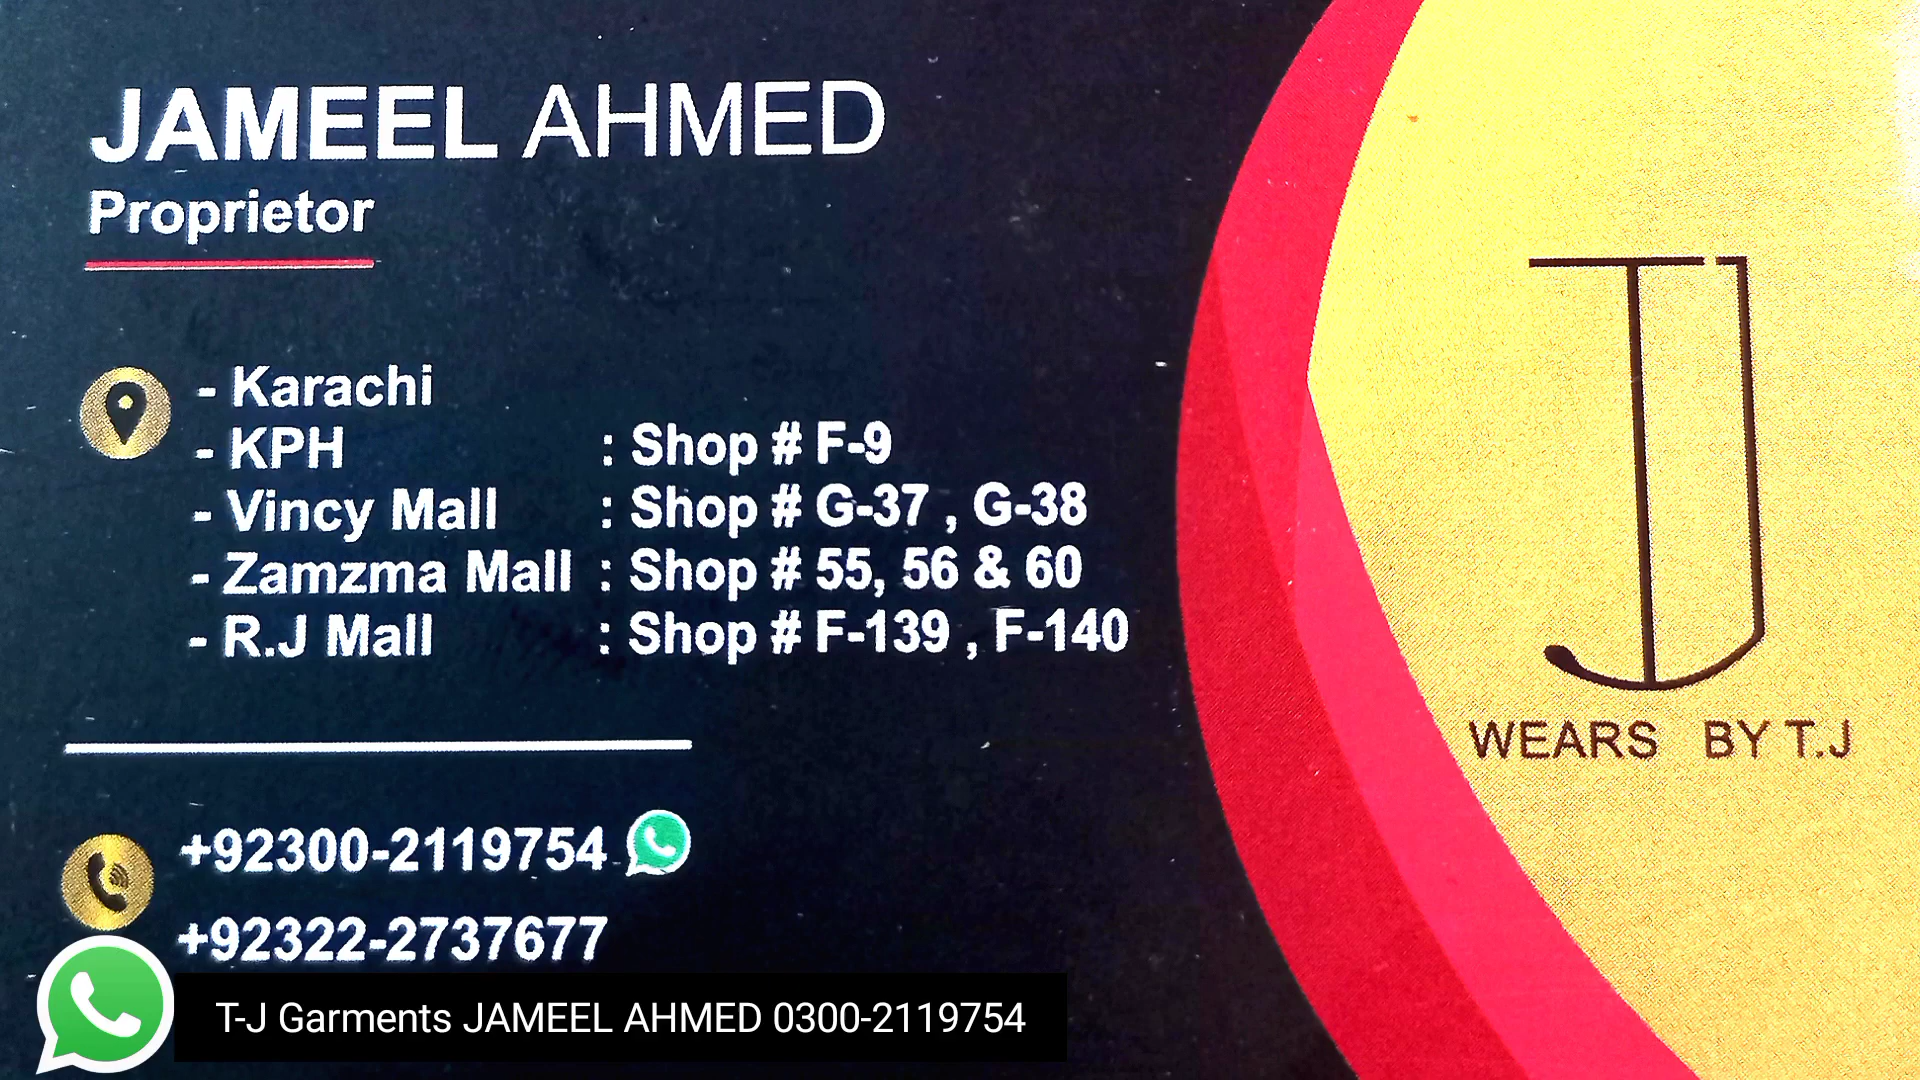 JAMEEL AHMED
Proprietor
- Karachi
- KPH : Shop # F-9
- Vincy Mall : Shop # G-37 , G-38
- Zamzma Mall : Shop # 55, 56 & 60
- R.J Mall : Shop # F-139 , F-140
+92300-2119754
+92322-2737677
T-J Garments JAMEEL AHMED 0300-2119754
TJ
WEARS BY T.J